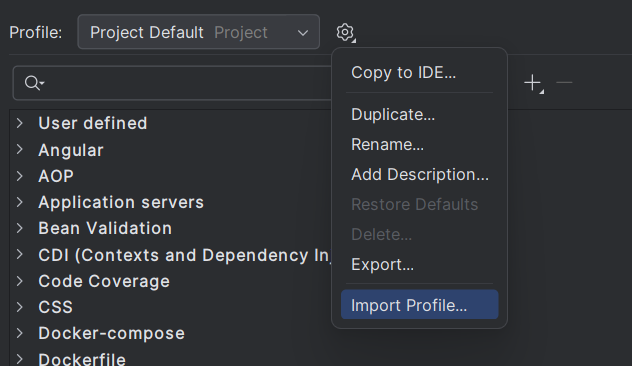 Profile: Project Default Project
Copy to IDE...
Duplicate...
Rename...
Add Description...
Restore Defaults
Delete...
Export...
Import Profile...
User defined
Angular
AOP
Application servers
Bean Validation
CDI (Contexts and Dependency In
Code Coverage
CSS
Docker-compose
Dockerfile